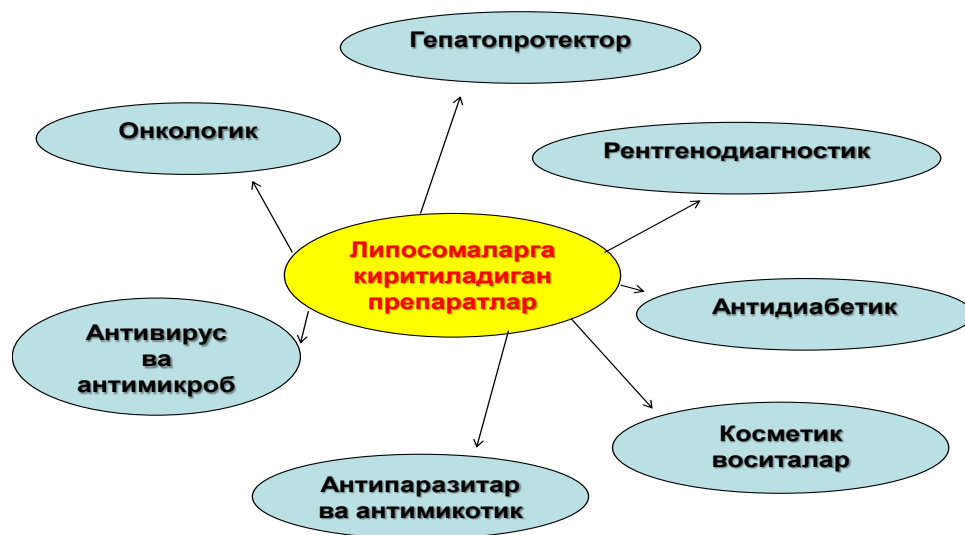 Гепатопротектор
Онкологик
Рентгенодиагностик
Липосомаларга
киритиладиган
препаратлар
Антидиабетик
Антивирус
ва
антимикроб
Косметик
воситалар
Антипаразитар
ва антимикотик